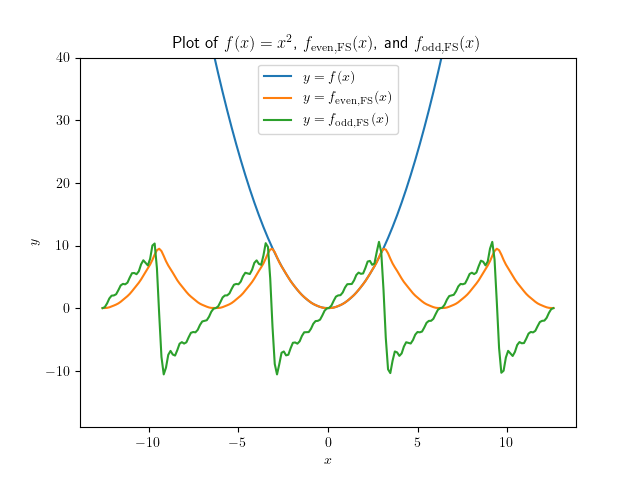 Plot of f(x) = x², f_even,FS(x), and f_odd,FS(x)
y = f(x)
y = f_even,FS(x)
y = f_odd,FS(x)
40
30
20
10
0
−10
y
−10 −5 0 5 10
x